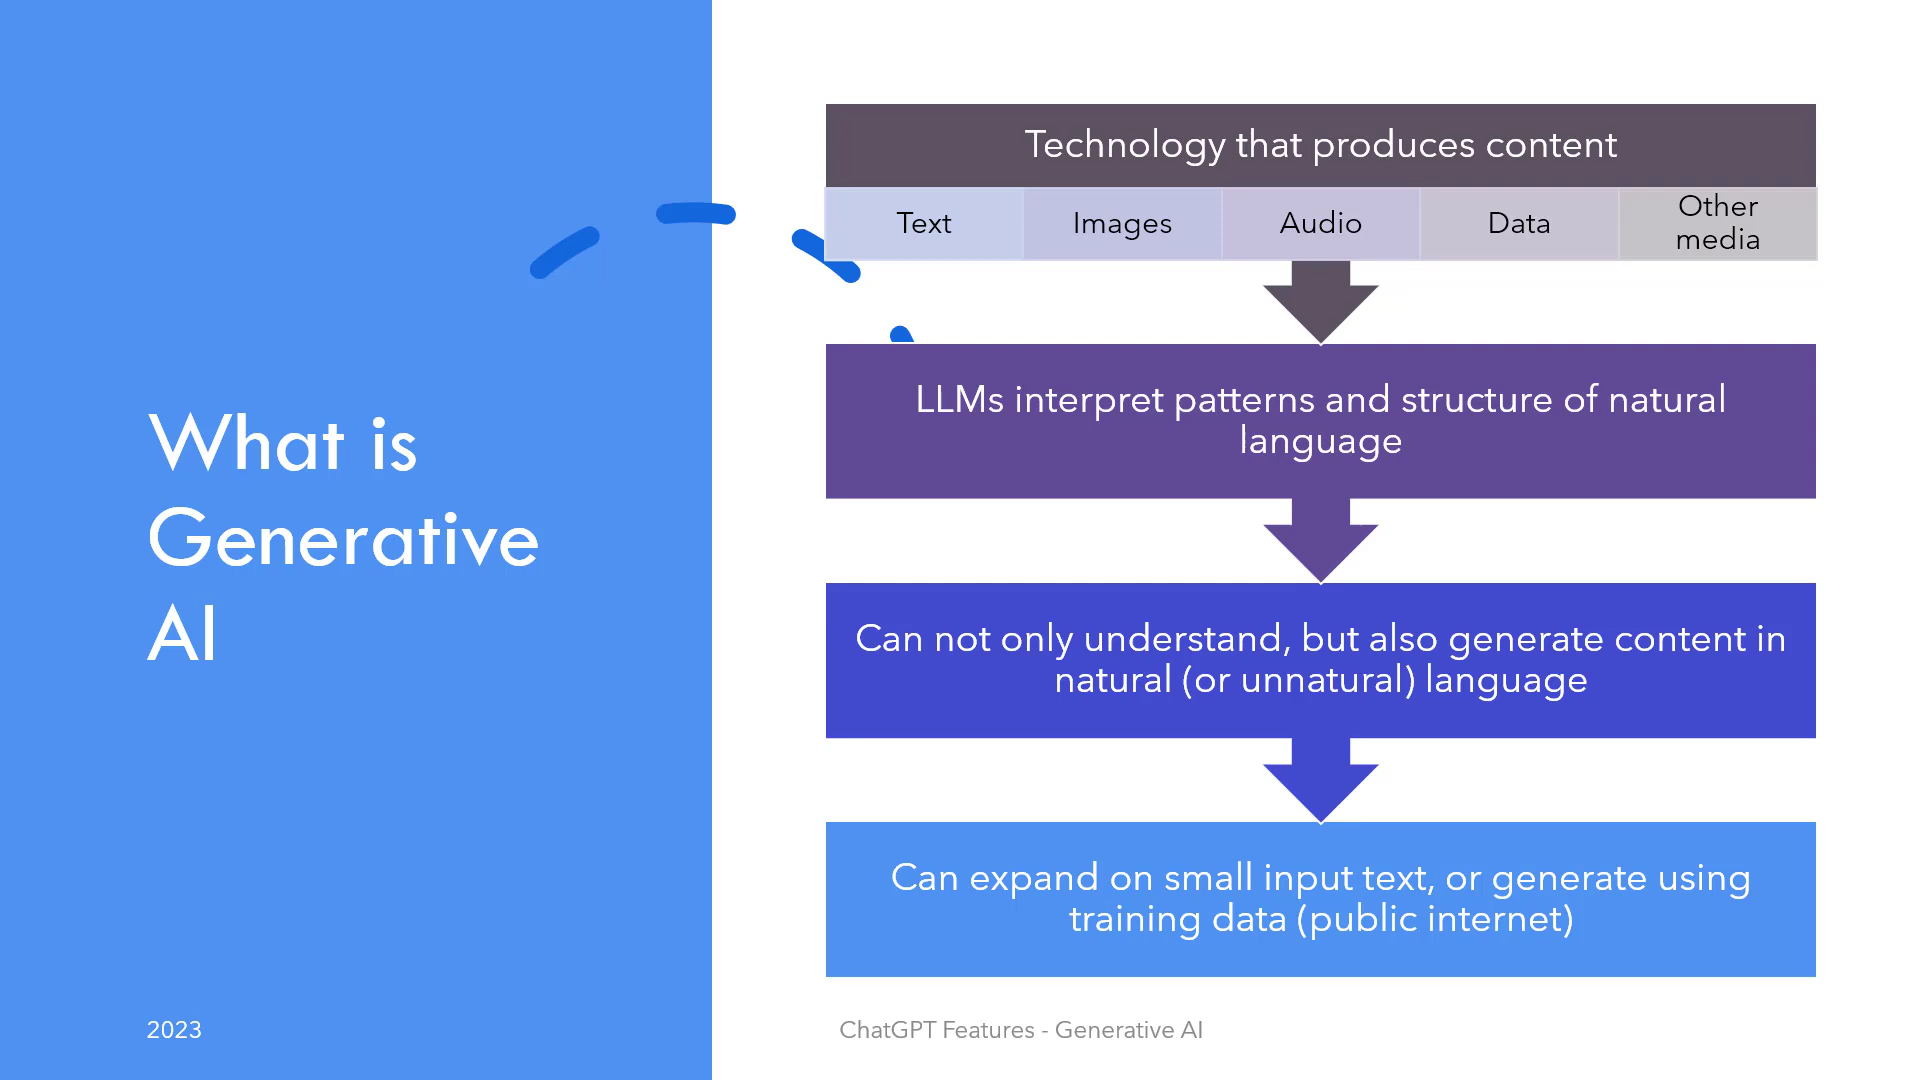 What is
Generative
AI
Technology that produces content
Text
Images
Audio
Data
Other
media
LLMs interpret patterns and structure of natural
language
Can not only understand, but also generate content in
natural (or unnatural) language
Can expand on small input text, or generate using
training data (public internet)
2023
ChatGPT Features - Generative AI